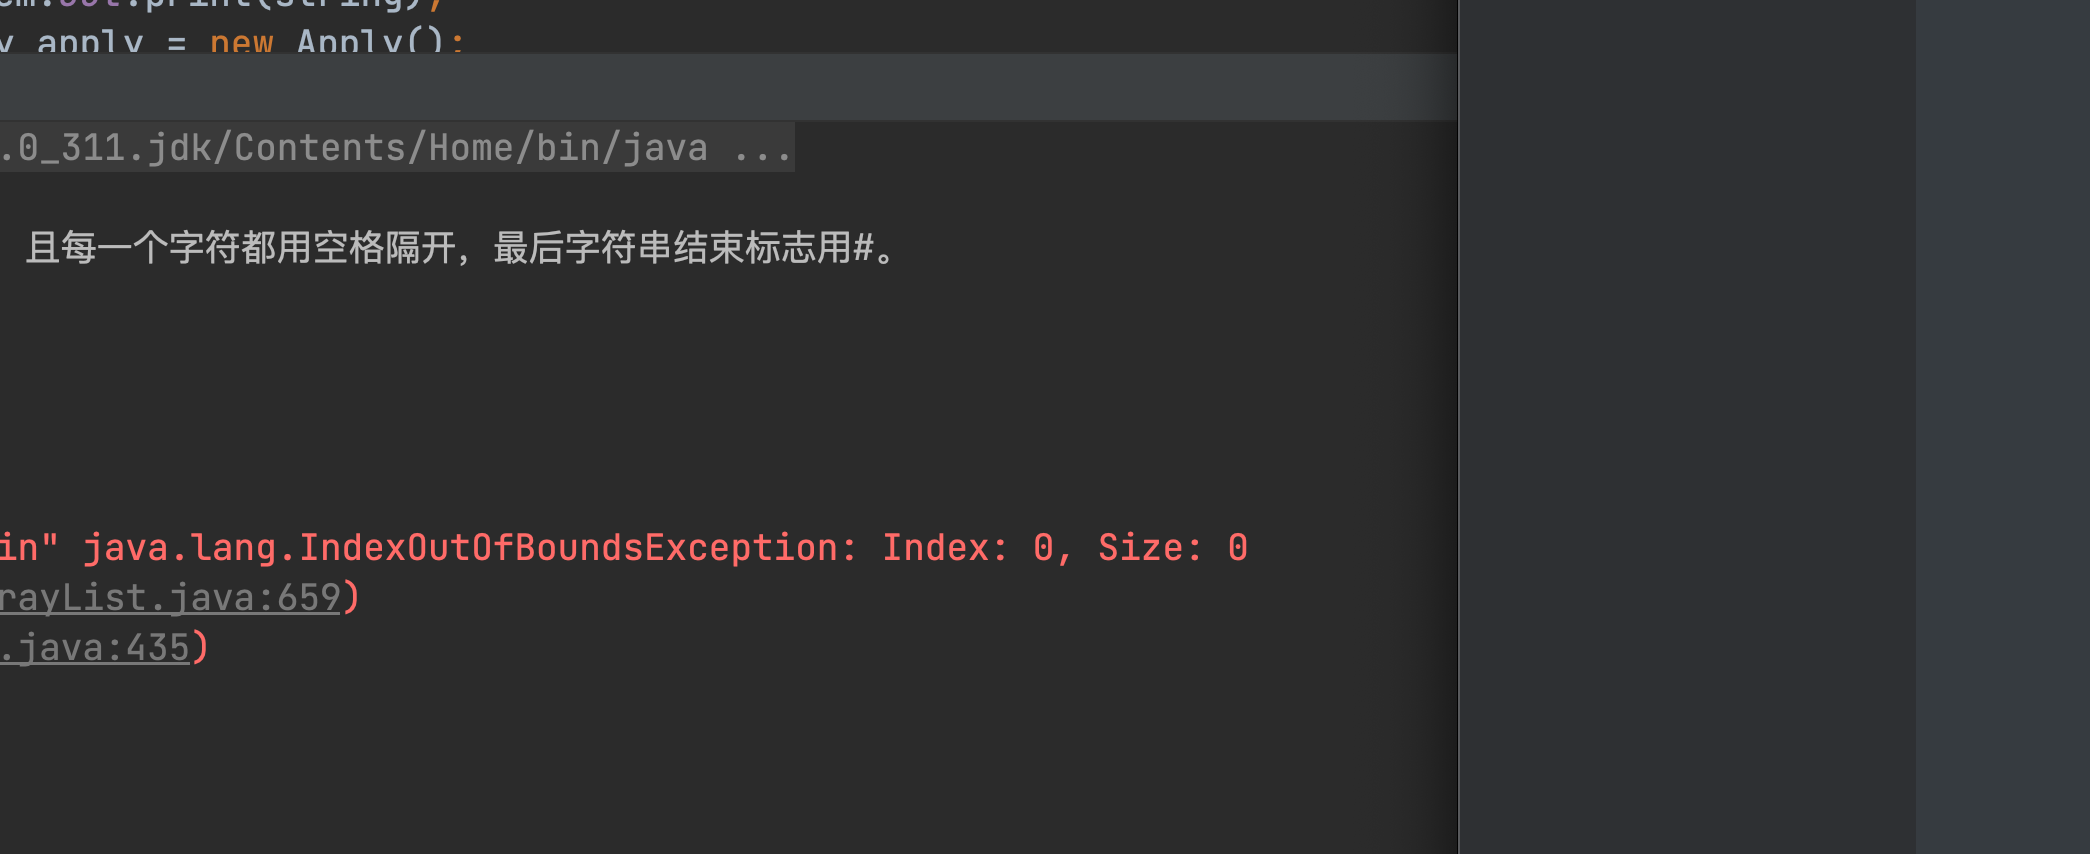 .print(string);
apply = new Apply();
.0_311.jdk/Contents/Home/bin/java ...
且每一个字符都用空格隔开，最后字符串结束标志用#。
in" java.lang.IndexOutOfBoundsException: Index: 0, Size: 0
rayList.java:659)
.java:435)